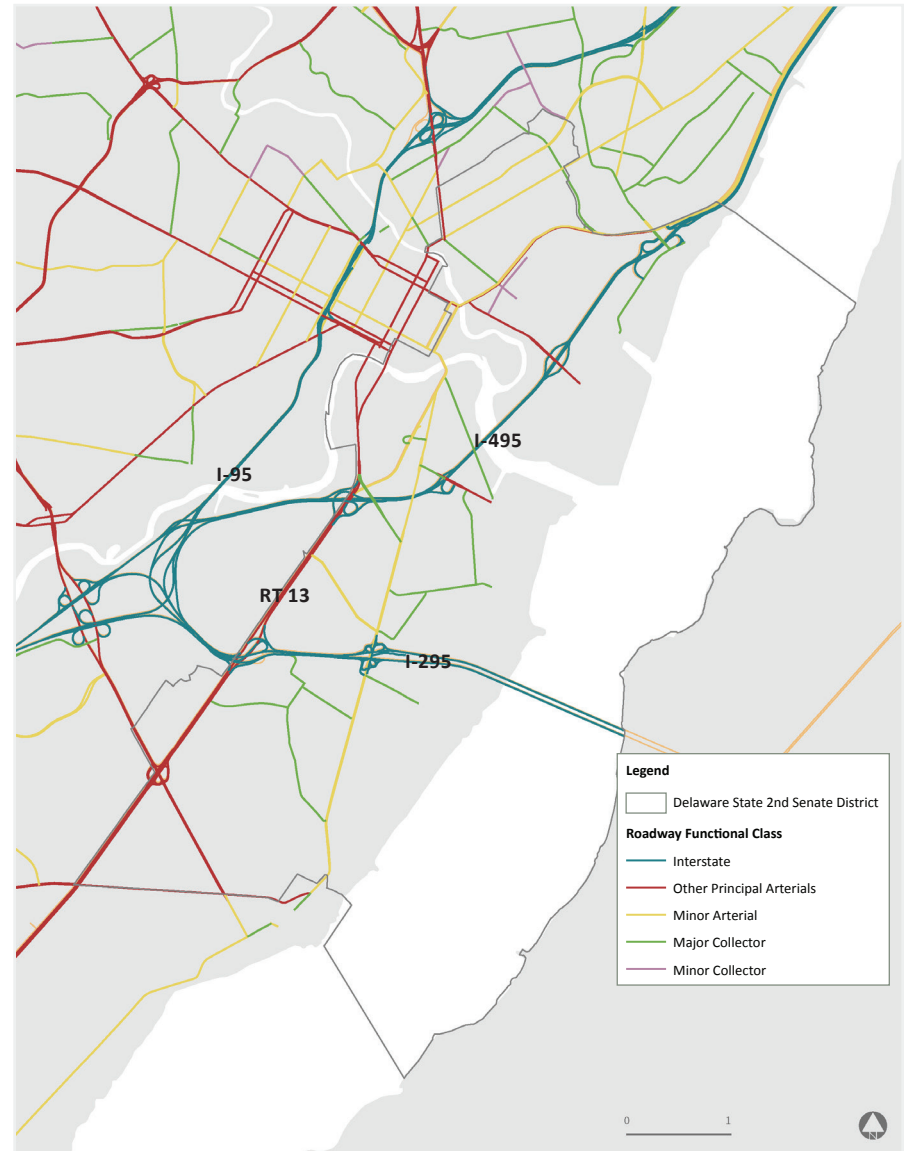 I-495
I-95
RT 13
I-295
Legend
Delaware State 2nd Senate District
Roadway Functional Class
Interstate
Other Principal Arterials
Minor Arterial
Major Collector
Minor Collector
0 1
N